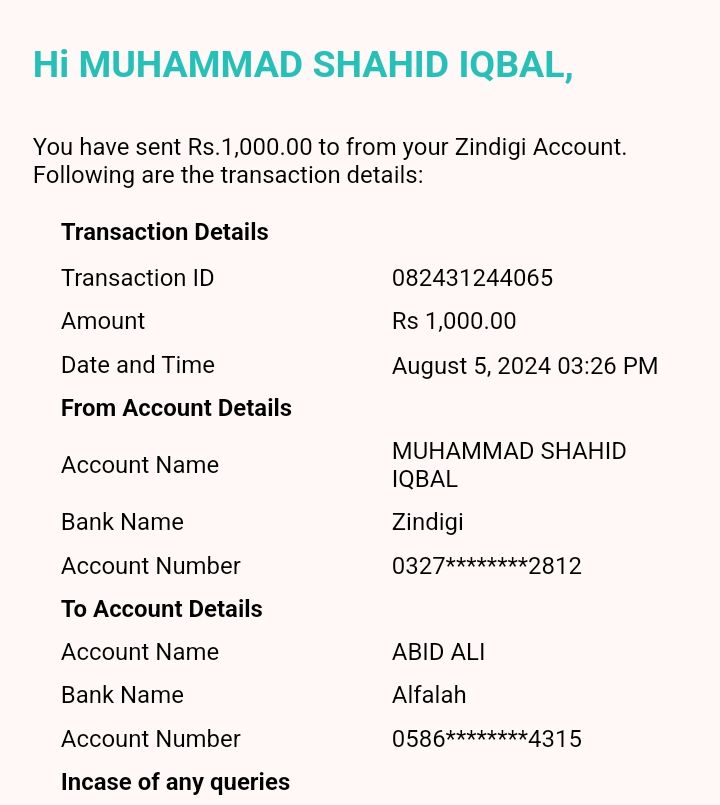 Hi MUHAMMAD SHAHID IQBAL,
You have sent Rs.1,000.00 to from your Zindigi Account.
Following are the transaction details:
Transaction Details
Transaction ID 082431244065
Amount Rs 1,000.00
Date and Time August 5, 2024 03:26 PM
From Account Details
Account Name MUHAMMAD SHAHID
IQBAL
Bank Name Zindigi
Account Number 0327********2812
To Account Details
Account Name ABID ALI
Bank Name Alfalah
Account Number 0586********4315
Incase of any queries